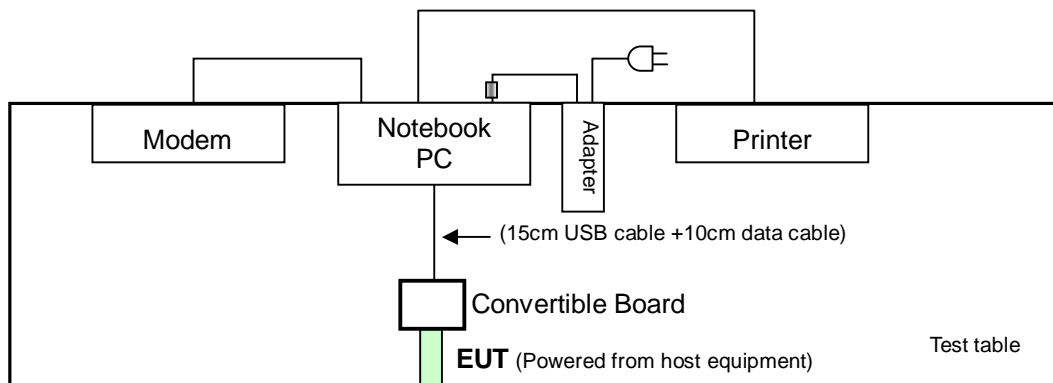 Modem
Notebook
PC
Adapter
Printer
(15cm USB cable +10cm data cable)
Convertible Board
EUT (Powered from host equipment)
Test table